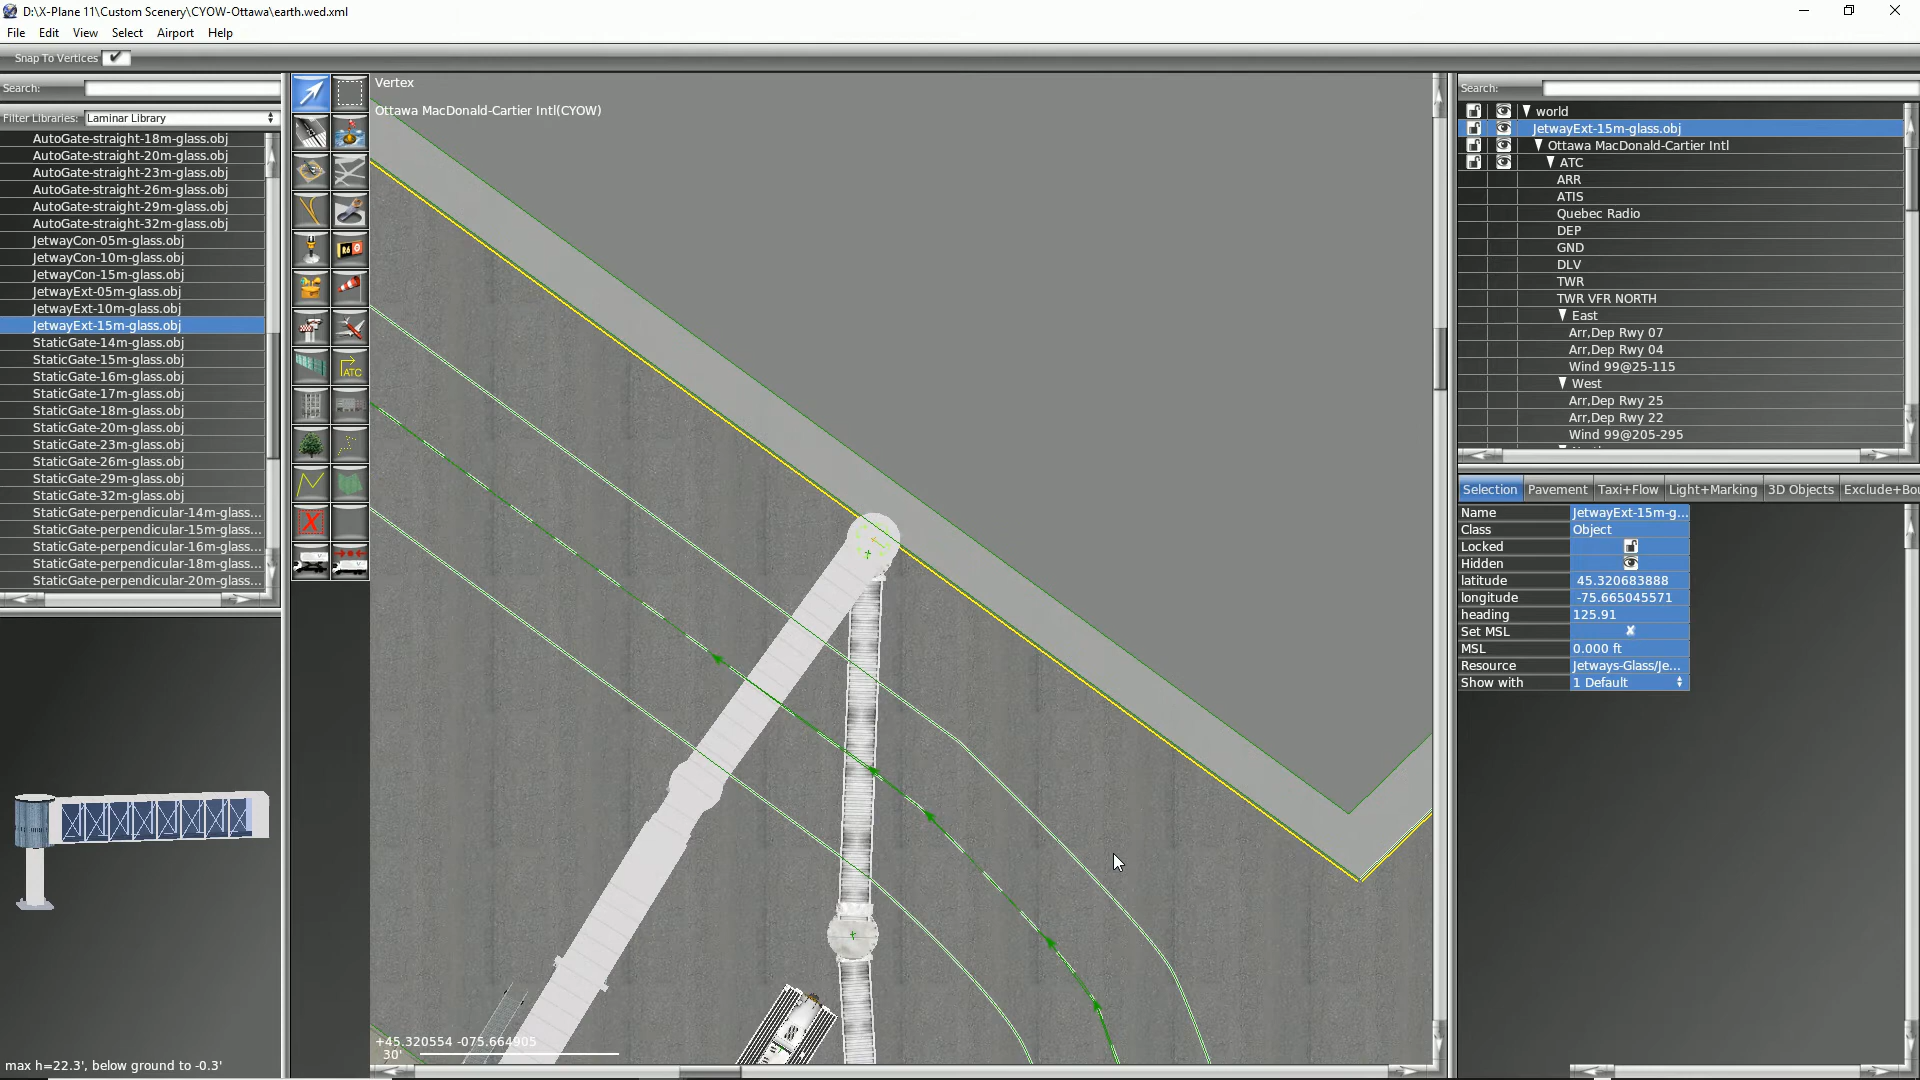 D:\X-Plane 11\Custom Scenery\CYOW-Ottawa\earth.wed.xml
File Edit View Select Airport Help
Snap To Vertices
Search:
Filter Libraries: Laminar Library
AutoGate-straight-18m-glass.obj
AutoGate-straight-20m-glass.obj
AutoGate-straight-23m-glass.obj
AutoGate-straight-26m-glass.obj
AutoGate-straight-29m-glass.obj
AutoGate-straight-32m-glass.obj
JetwayCon-05m-glass.obj
JetwayCon-10m-glass.obj
JetwayCon-15m-glass.obj
JetwayExt-05m-glass.obj
JetwayExt-10m-glass.obj
JetwayExt-15m-glass.obj
StaticGate-14m-glass.obj
StaticGate-15m-glass.obj
StaticGate-16m-glass.obj
StaticGate-17m-glass.obj
StaticGate-18m-glass.obj
StaticGate-20m-glass.obj
StaticGate-23m-glass.obj
StaticGate-26m-glass.obj
StaticGate-29m-glass.obj
StaticGate-32m-glass.obj
StaticGate-perpendicular-14m-glass...
StaticGate-perpendicular-15m-glass...
StaticGate-perpendicular-16m-glass...
StaticGate-perpendicular-18m-glass...
StaticGate-perpendicular-20m-glass...
max h=22.3', below ground to -0.3'
R6
ATC
X
Vertex
Ottawa MacDonald-Cartier Intl(CYOW)
+45.320554 -075.664905
30'
Search:
world
JetwayExt-15m-glass.obj
Ottawa MacDonald-Cartier Intl
ATC
ARR
ATIS
Quebec Radio
DEP
GND
DLV
TWR
TWR VFR NORTH
East
Arr,Dep Rwy 07
Arr,Dep Rwy 04
Wind 99@25-115
West
Arr,Dep Rwy 25
Arr,Dep Rwy 22
Wind 99@205-295
Selection Pavement Taxi+Flow Light+Marking 3D Objects Exclude+Bou
Name JetwayExt-15m-g...
Class Object
Locked
Hidden
latitude 45.320683888
longitude -75.665045571
heading 125.91
Set MSL
MSL 0.000 ft
Resource Jetways-Glass/Je...
Show with 1 Default